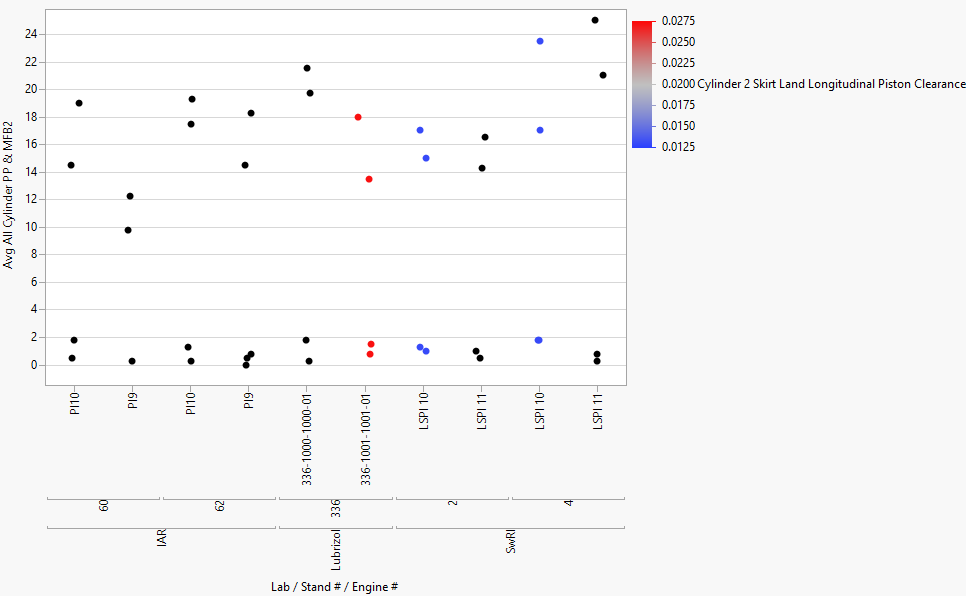 24
22
20
18
16
14
12
10
8
6
4
2
0
Avg All Cylinder PP & MFB2
0.0275
0.0250
0.0225
0.0200
0.0175
0.0150
0.0125
Cylinder 2 Skirt Land Longitudinal Piston Clearance
PI10
PI9
PI10
PI9
336-1000-1000-01
336-1001-1001-01
LSPI 10
LSPI 11
LSPI 10
LSPI 11
60
62
336
2
4
IAR
Lubrizol
SwRI
Lab / Stand # / Engine #